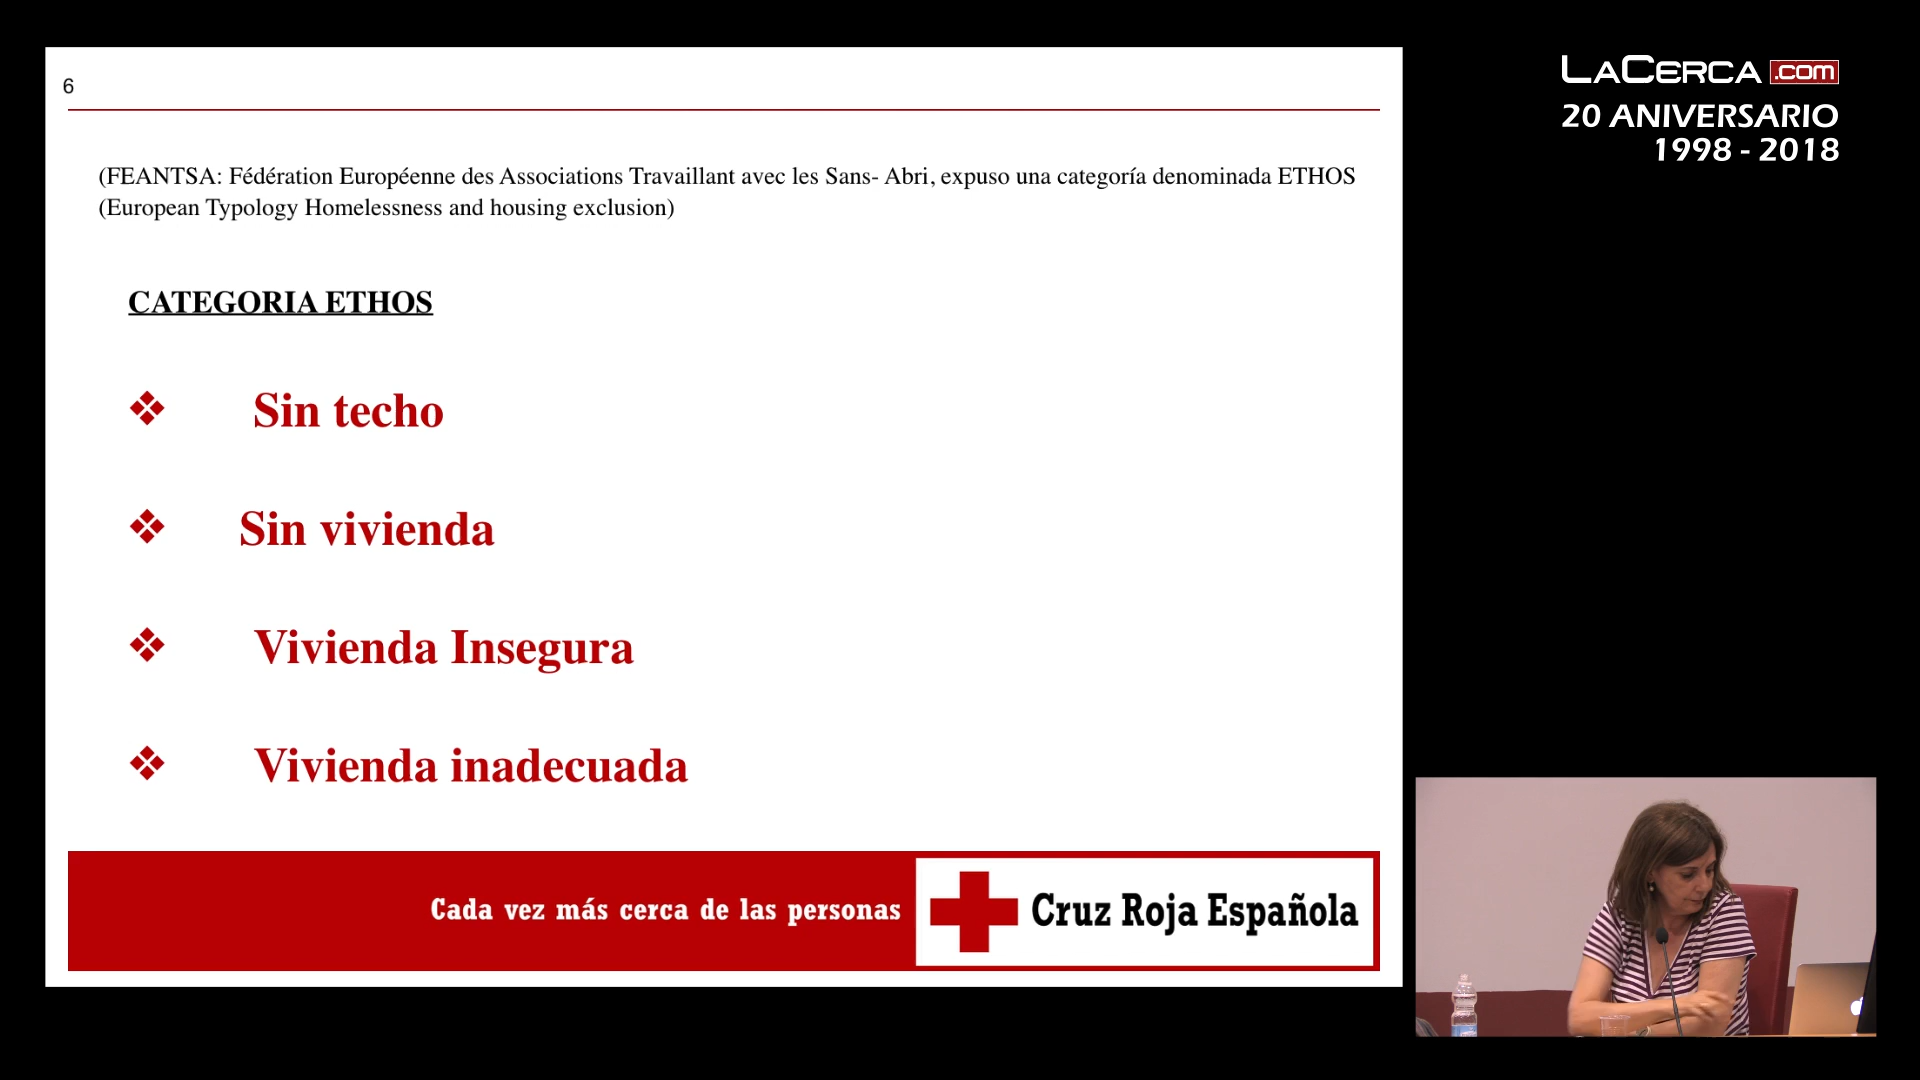 6
(FEANTSA: Fédération Européenne des Associations Travaillant avec les Sans- Abri, expuso una categoría denominada ETHOS
(European Typology Homelessness and housing exclusion)
CATEGORIA ETHOS
❖ Sin techo
❖ Sin vivienda
❖ Vivienda Insegura
❖ Vivienda inadecuada
Cada vez más cerca de las personas
Cruz Roja Española
LACERCA .com
20 ANIVERSARIO
1998 - 2018